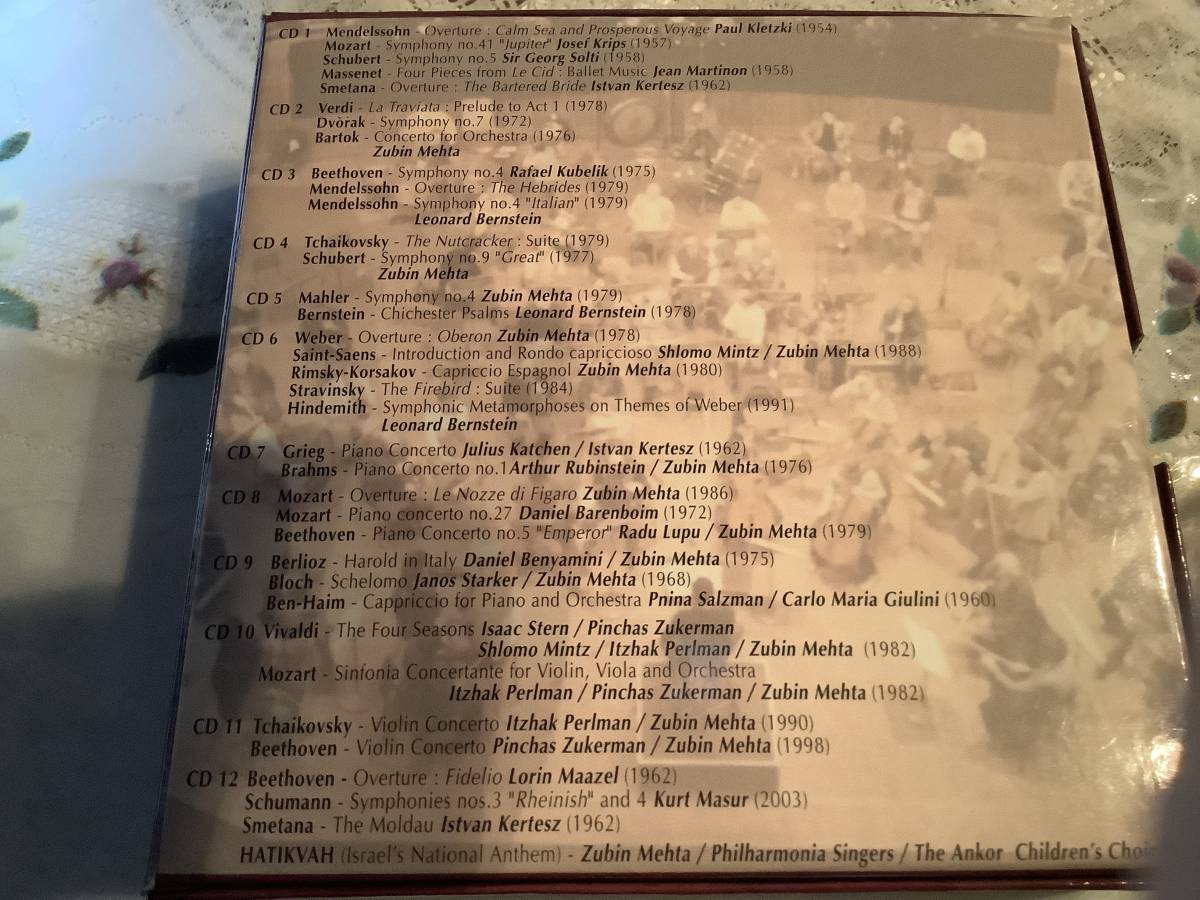 CD 1 Mendelssohn - Overture : Calm Sea and Prosperous Voyage Paul Kletzki (1954)
Mozart - Symphony no.41 "Jupiter" Josef Krips (1957)
Schubert - Symphony no.5 Sir Georg Solti (1958)
Massenet - Four Pieces from Le Cid : Ballet Music Jean Martinon (1958)
Smetana - Overture : The Bartered Bride Istvan Kertesz (1962)
CD 2 Verdi - La Traviata : Prelude to Act 1 (1978)
Dvòrak - Symphony no.7 (1972)
Bartok - Concerto for Orchestra (1976)
Zubin Mehta
CD 3 Beethoven - Symphony no.4 Rafael Kubelik (1975)
Mendelssohn - Overture : The Hebrides (1979)
Mendelssohn - Symphony no.4 "Italian" (1979)
Leonard Bernstein
CD 4 Tchaikovsky - The Nutcracker : Suite (1979)
Schubert - Symphony no.9 "Great" (1977)
Zubin Mehta
CD 5 Mahler - Symphony no.4 Zubin Mehta (1979)
Bernstein - Chichester Psalms Leonard Bernstein (1978)
CD 6 Weber - Overture : Oberon Zubin Mehta (1978)
Saint-Saens - Introduction and Rondo capriccioso Shlomo Mintz / Zubin Mehta (1988)
Rimsky-Korsakov - Capriccio Espagnol Zubin Mehta (1980)
Stravinsky - The Firebird : Suite (1984)
Hindemith - Symphonic Metamorphoses on Themes of Weber (1991)
Leonard Bernstein
CD 7 Grieg - Piano Concerto Julius Katchen / Istvan Kertesz (1962)
Brahms - Piano Concerto no.1 Arthur Rubinstein / Zubin Mehta (1976)
CD 8 Mozart - Overture : Le Nozze di Figaro Zubin Mehta (1986)
Mozart - Piano concerto no.27 Daniel Barenboim (1972)
Beethoven - Piano Concerto no.5 "Emperor" Radu Lupu / Zubin Mehta (1979)
CD 9 Berlioz - Harold in Italy Daniel Benyamini / Zubin Mehta (1975)
Bloch - Schelomo Janos Starker / Zubin Mehta (1968)
Ben-Haim - Cappriccio for Piano and Orchestra Pnina Salzman / Carlo Maria Giulini (1960)
CD 10 Vivaldi - The Four Seasons Isaac Stern / Pinchas Zukerman
Shlomo Mintz / Itzhak Perlman / Zubin Mehta (1982)
Mozart - Sinfonia Concertante for Violin, Viola and Orchestra
Itzhak Perlman / Pinchas Zukerman / Zubin Mehta (1982)
CD 11 Tchaikovsky - Violin Concerto Itzhak Perlman / Zubin Mehta (1990)
Beethoven - Violin Concerto Pinchas Zukerman / Zubin Mehta (1998)
CD 12 Beethoven - Overture : Fidelio Lorin Maazel (1962)
Schumann - Symphonies nos.3 "Rheinish" and 4 Kurt Masur (2003)
Smetana - The Moldau Istvan Kertesz (1962)
HATIKVAH (Israel's National Anthem) - Zubin Mehta / Philharmonia Singers / The Ankor Children's Choi